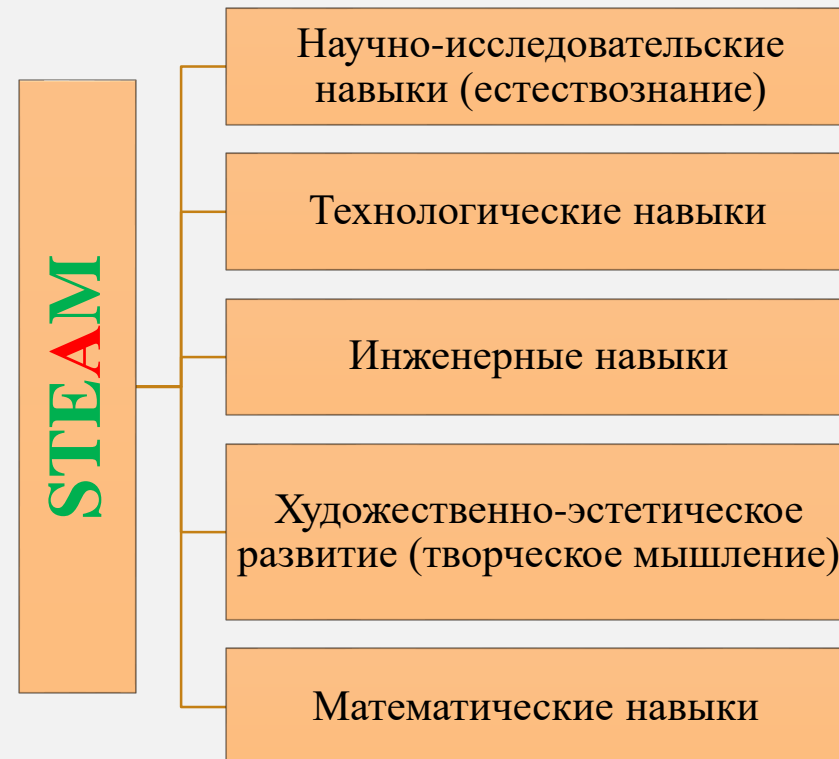 STEAM
Научно-исследовательские
навыки (естествознание)
Технологические навыки
Инженерные навыки
Художественно-эстетическое
развитие (творческое мышление)
Математические навыки